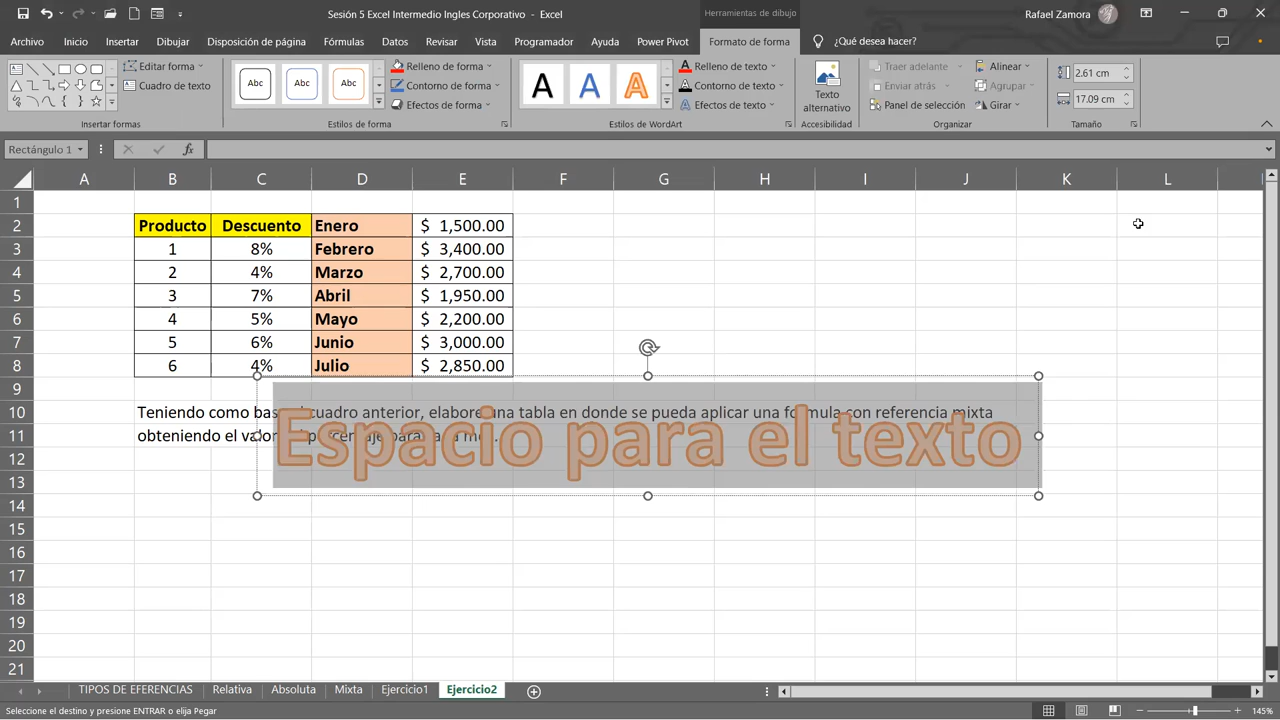 Sesión 5 Excel Intermedio Ingles Corporativo - Excel
Herramientas de dibujo
Rafael Zamora
Archivo Inicio Insertar Dibujar Disposición de página Fórmulas Datos Revisar Vista Programador Ayuda Power Pivot Formato de forma ¿Qué desea hacer?
Editar forma
Cuadro de texto
Insertar formas
Abc Abc Abc
Relleno de forma
Contorno de forma
Efectos de forma
Estilos de forma
A A A
Relleno de texto
Contorno de texto
Efectos de texto
Estilos de WordArt
Texto
alternativo
Accesibilidad
Traer adelante
Enviar atrás
Panel de selección
Alinear
Agrupar
Girar
Organizar
2.61 cm
17.09 cm
Tamaño
Rectángulo 1
fx
A B C D E F G H I J K L
1
2 Producto Descuento Enero $ 1,500.00
3 1 8% Febrero $ 3,400.00
4 2 4% Marzo $ 2,700.00
5 3 7% Abril $ 1,950.00
6 4 5% Mayo $ 2,200.00
7 5 6% Junio $ 3,000.00
8 6 4% Julio $ 2,850.00
9
10 Teniendo como bas cuadro anterior, elabore una tabla en donde se pueda aplicar una formula con referencia mixta
11 obteniendo el valor porcentaje para
Espacio para el texto
12
13
14
15
16
17
18
19
20
21
TIPOS DE EFERENCIAS Relativa Absoluta Mixta Ejercicio1 Ejercicio2
Seleccione el destino y presione ENTRAR o elija Pegar
145%